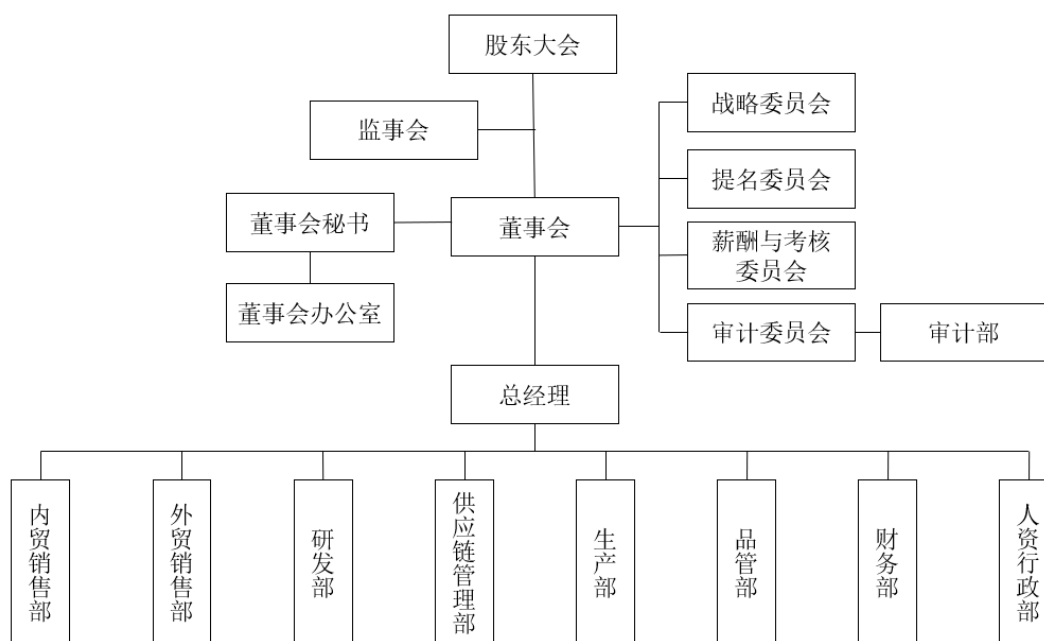 股东大会
监事会
战略委员会
提名委员会
董事会秘书
董事会
薪酬与考核
委员会
董事会办公室
审计委员会
审计部
总经理
内贸销售部
外贸销售部
研发部
供应链管理部
生产部
品管部
财务部
人资行政部